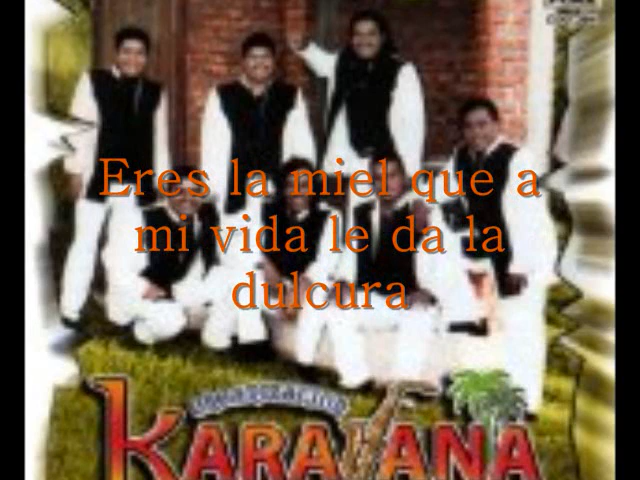 Eres la miel que a
mi vida le da la
dulcura
KARAVANA